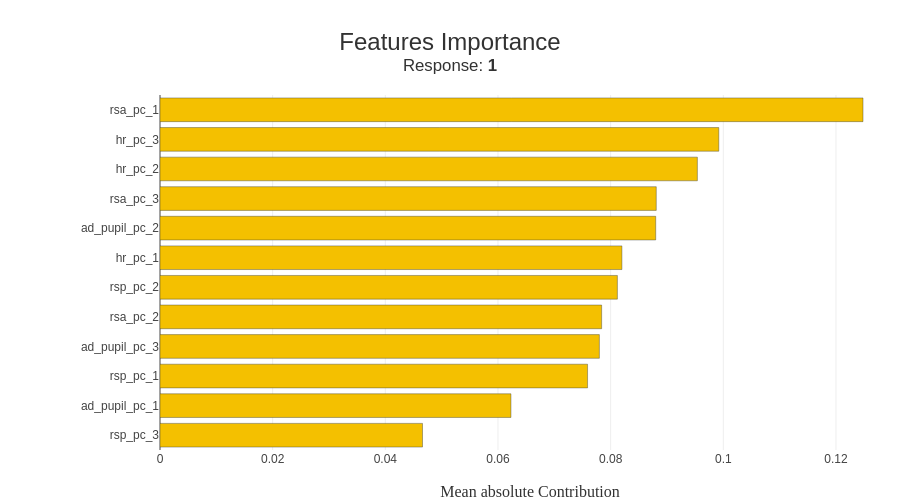 Features Importance
Response: 1
rsa_pc_1
hr_pc_3
hr_pc_2
rsa_pc_3
ad_pupil_pc_2
hr_pc_1
rsp_pc_2
rsa_pc_2
ad_pupil_pc_3
rsp_pc_1
ad_pupil_pc_1
rsp_pc_3
0 0.02 0.04 0.06 0.08 0.1 0.12
Mean absolute Contribution